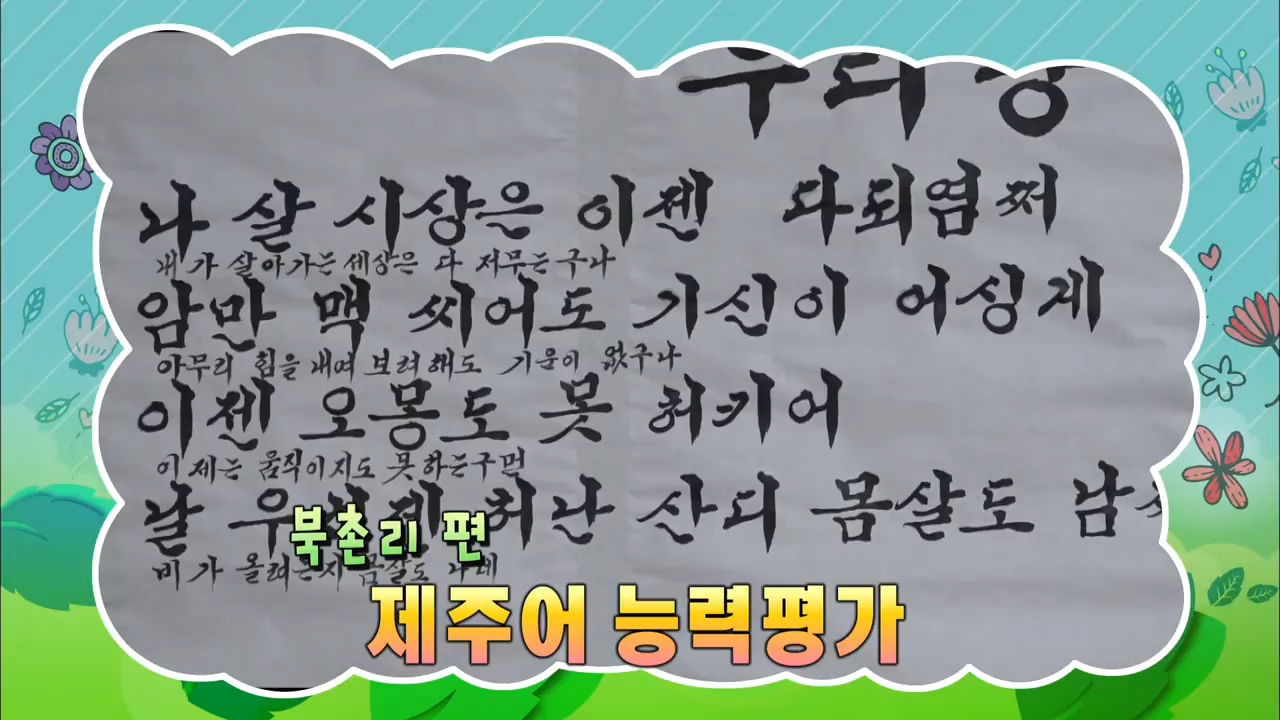 나 살 시상은 이젠 다되염쩌
내가 살아가는 세상은 다 저무는구나
암만 맥 씨어도 기신이 어싱게
아무리 힘을 내여 보려해도 기운이 없구나
이젠 오몽도 못 허키어
이제는 움직이지도 못하는구먼
날 허난 산디 몸살도
비가 몸살도
북촌리 편
제주어 능력평가